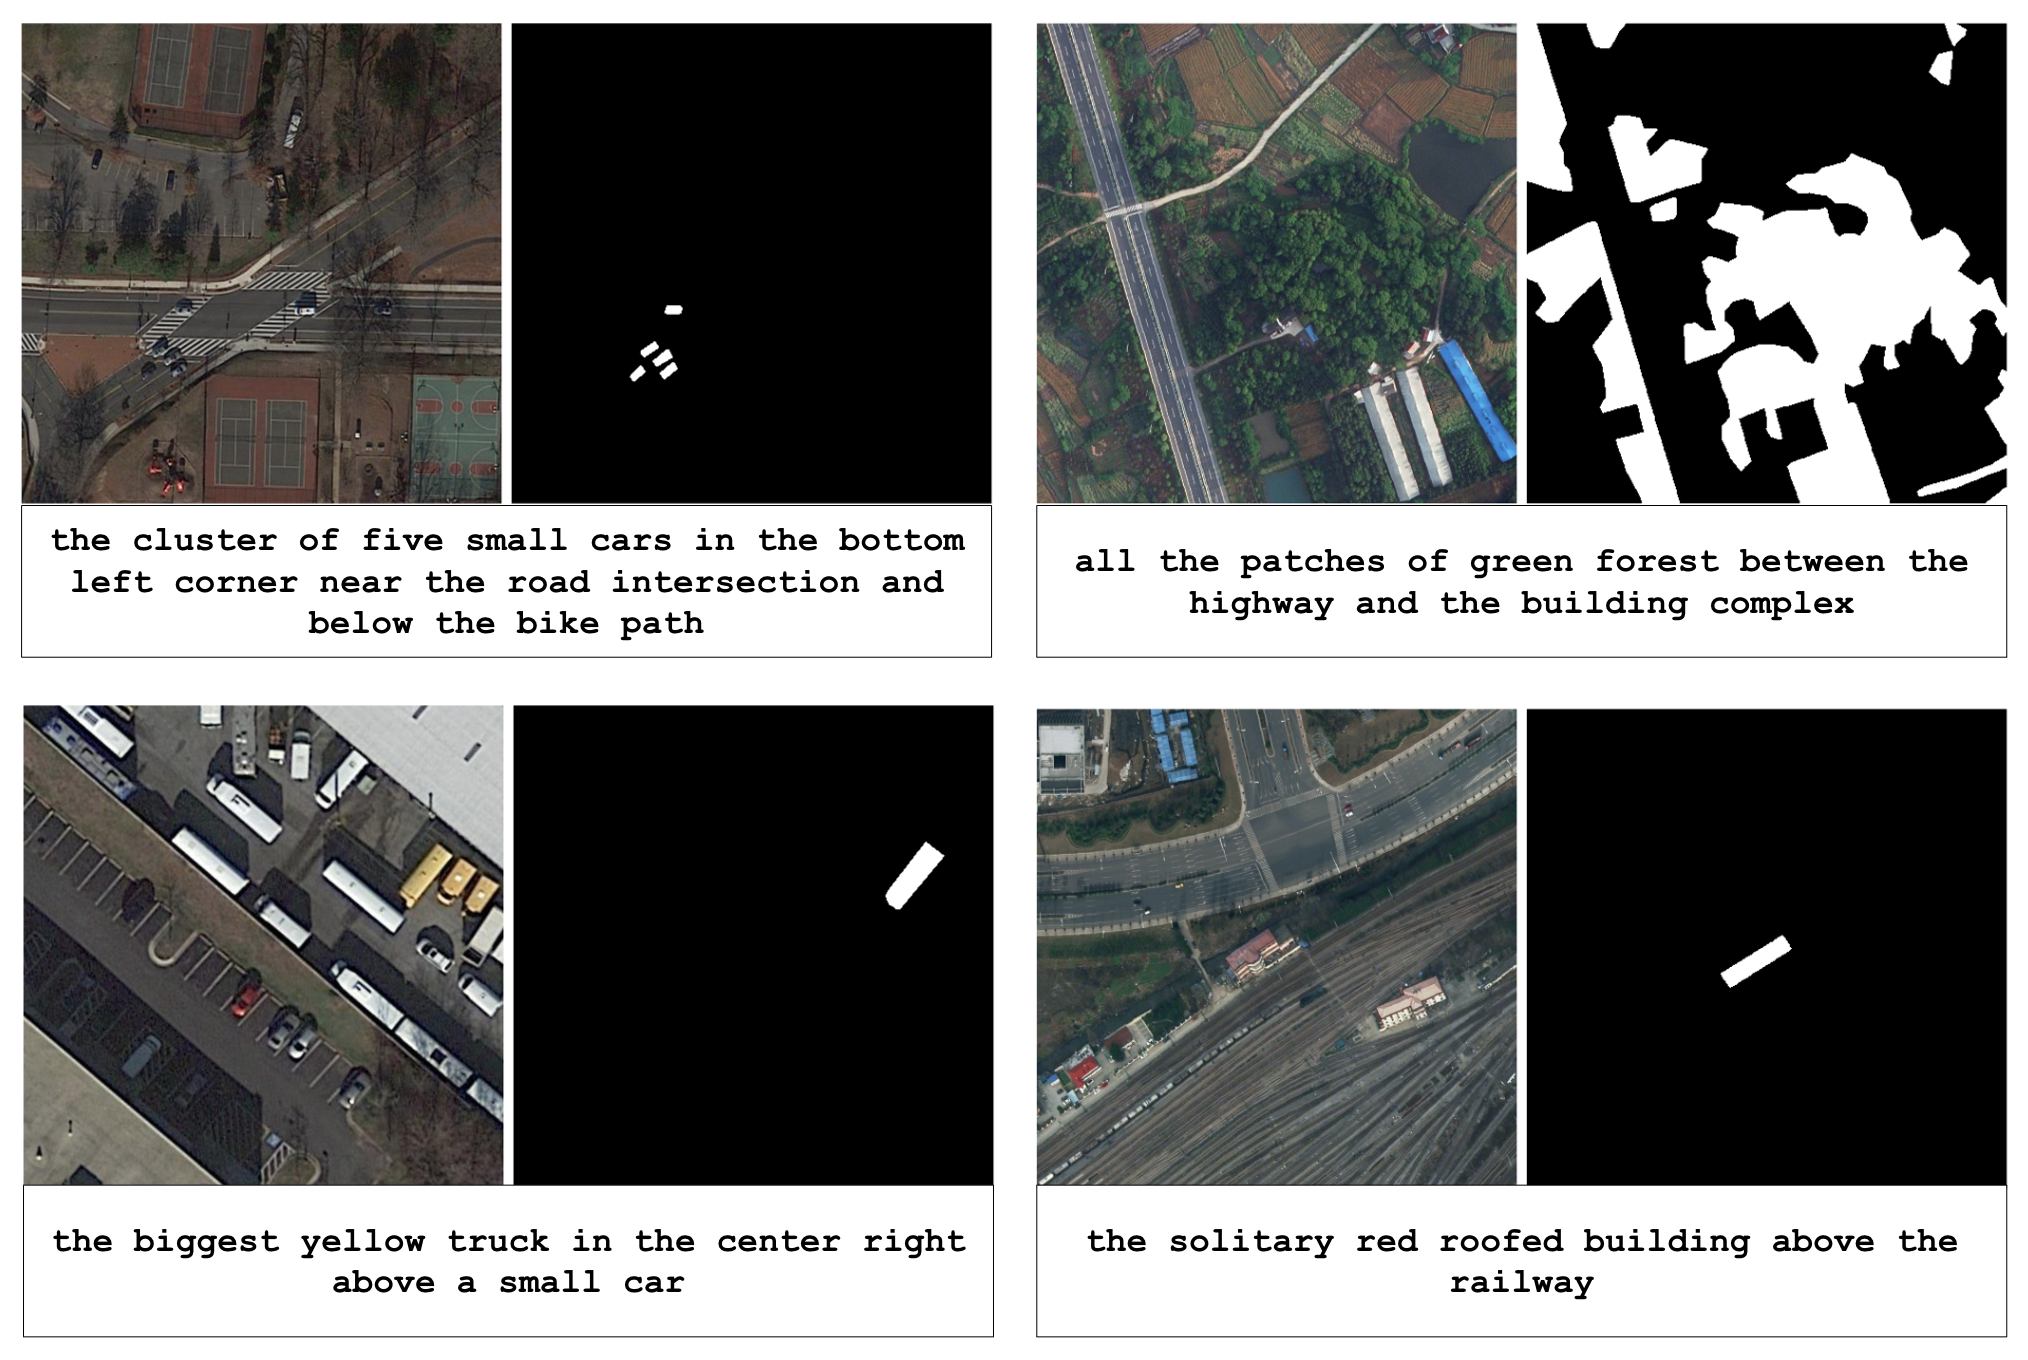 the cluster of five small cars in the bottom
left corner near the road intersection and
below the bike path
all the patches of green forest between the
highway and the building complex
the biggest yellow truck in the center right
above a small car
the solitary red roofed building above the
railway